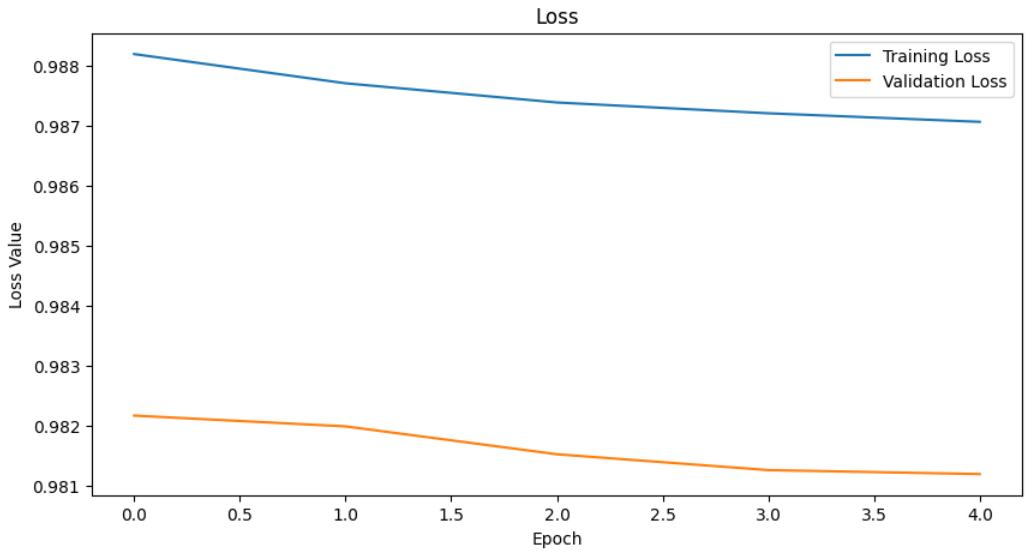 Loss
Training Loss
Validation Loss
0.988
0.987
0.986
0.985
0.984
0.983
0.982
0.981
Loss Value
0.0 0.5 1.0 1.5 2.0 2.5 3.0 3.5 4.0
Epoch